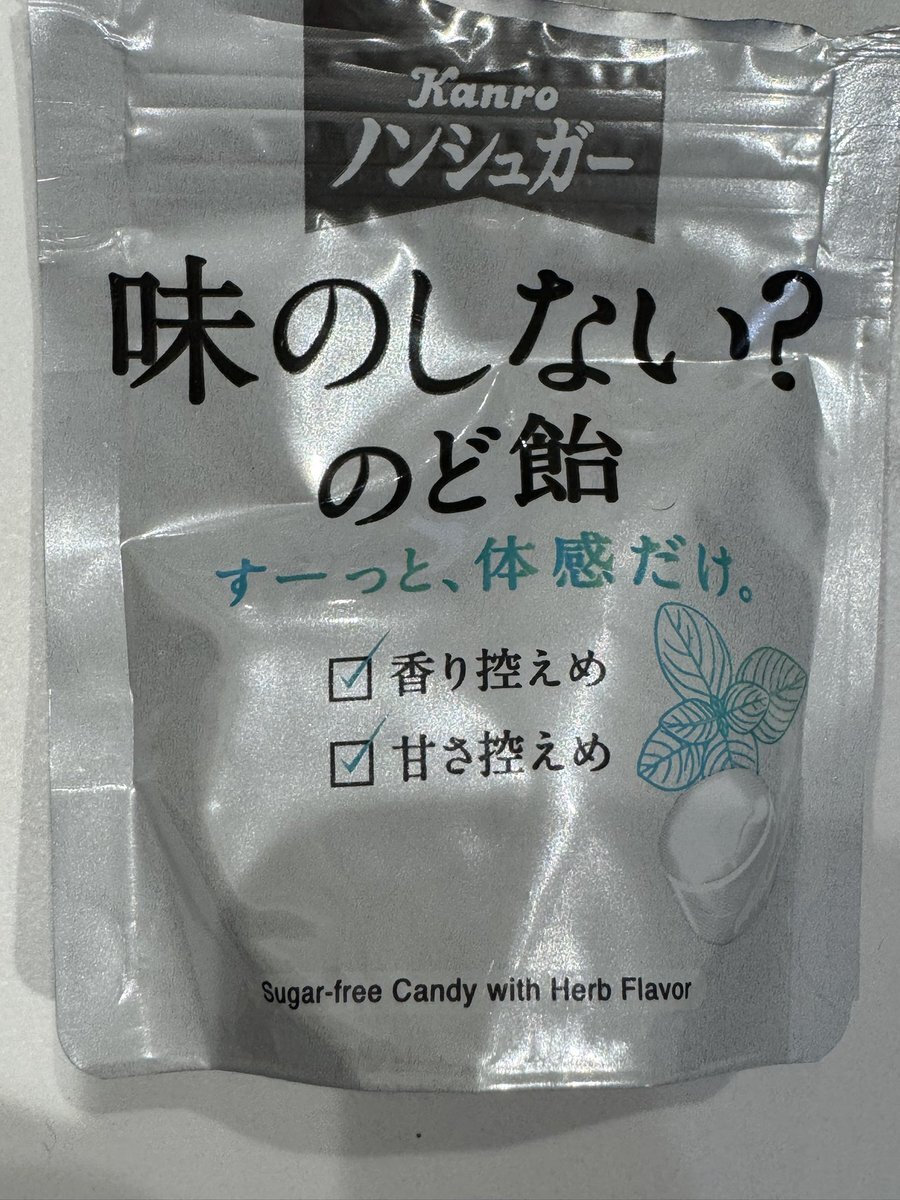 Kanro
ノンシュガー
味のしない?
のど飴
すーっと、体感だけ。
香り控えめ
甘さ控えめ
Sugar-free Candy with Herb Flavor